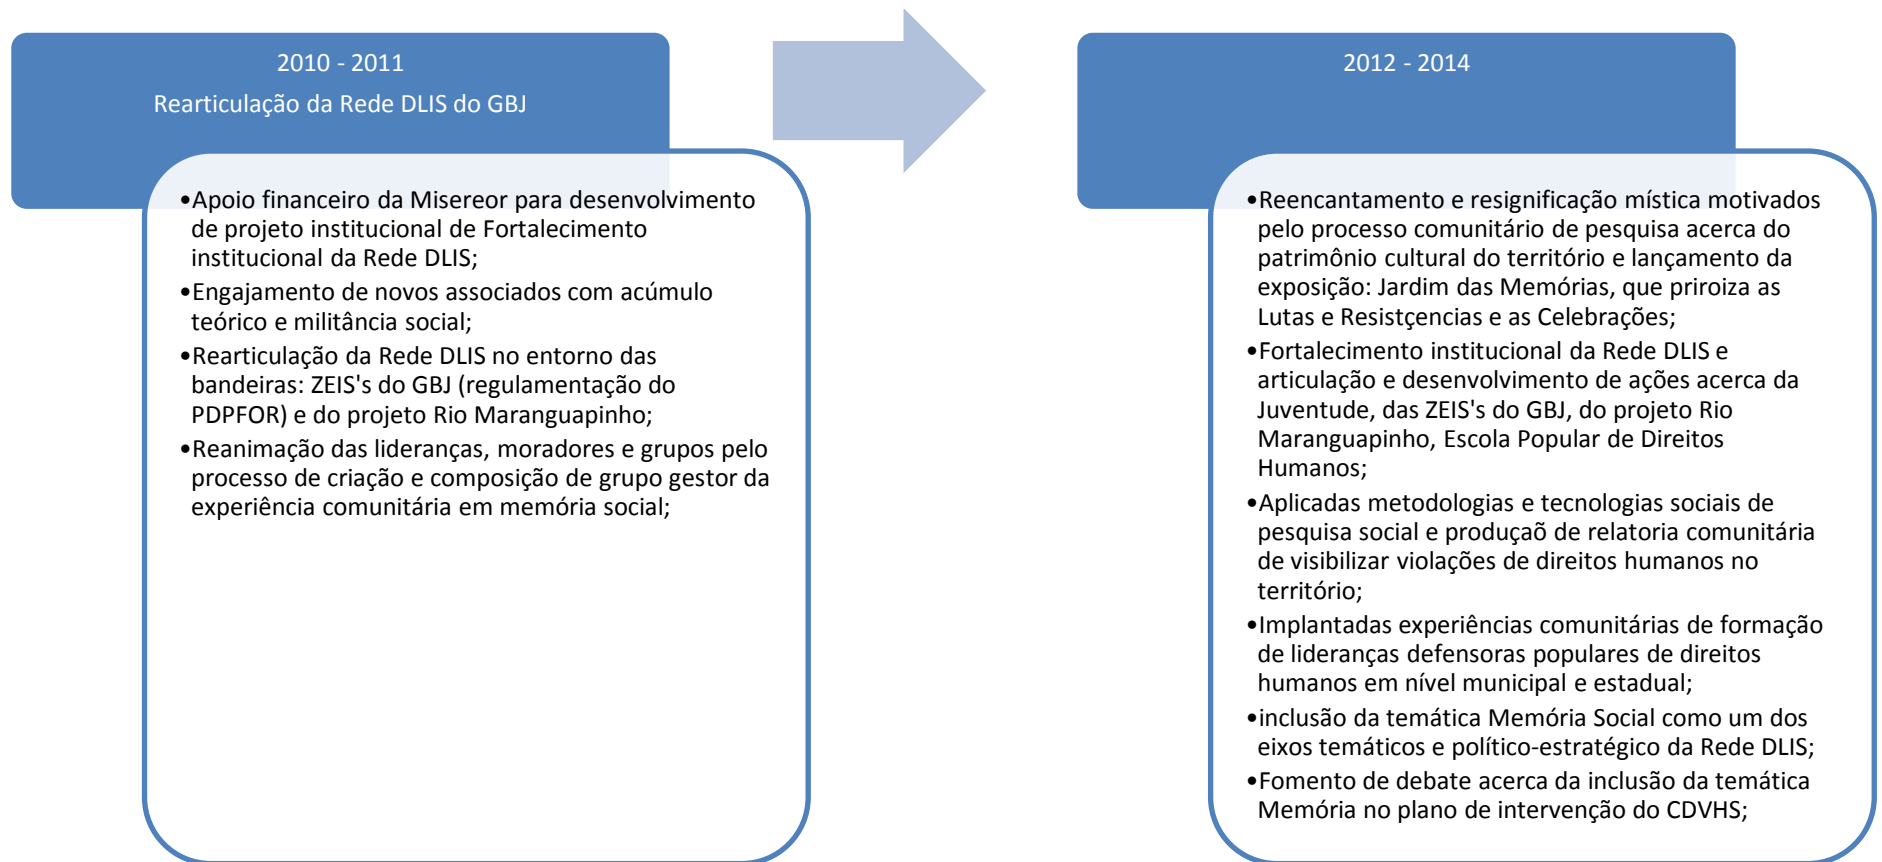 2010 - 2011
Rearticulação da Rede DLIS do GBJ
•Apoio financeiro da Misereor para desenvolvimento
de projeto institucional de Fortalecimento
institucional da Rede DLIS;
•Engajamento de novos associados com acúmulo
teórico e militância social;
•Rearticulação da Rede DLIS no entorno das
bandeiras: ZEIS's do GBJ (regulamentação do
PDPFOR) e do projeto Rio Maranguapinho;
•Reanimação das lideranças, moradores e grupos pelo
processo de criação e composição de grupo gestor da
experiência comunitária em memória social;
2012 - 2014
•Reencantamento e resignificação mística motivados
pelo processo comunitário de pesquisa acerca do
patrimônio cultural do território e lançamento da
exposição: Jardim das Memórias, que priroiza as
Lutas e Resistçencias e as Celebrações;
•Fortalecimento institucional da Rede DLIS e
articulação e desenvolvimento de ações acerca da
Juventude, das ZEIS's do GBJ, do projeto Rio
Maranguapinho, Escola Popular de Direitos
Humanos;
•Aplicadas metodologias e tecnologias sociais de
pesquisa social e produçaõ de relatoria comunitária
de visibilizar violações de direitos humanos no
território;
•Implantadas experiências comunitárias de formação
de lideranças defensoras populares de direitos
humanos em nível municipal e estadual;
•inclusão da temática Memória Social como um dos
eixos temáticos e político-estratégico da Rede DLIS;
•Fomento de debate acerca da inclusão da temática
Memória no plano de intervenção do CDVHS;